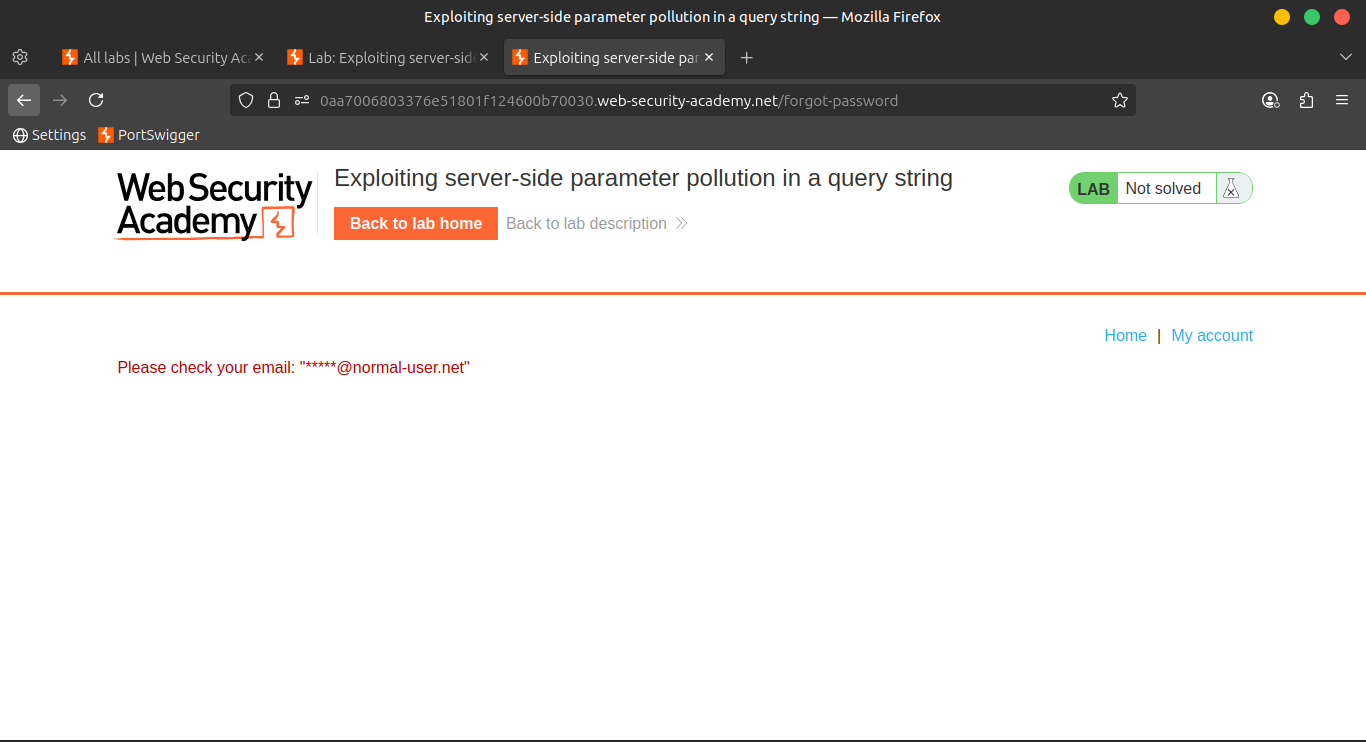 Exploiting server-side parameter pollution in a query string — Mozilla Firefox
All labs | Web Security Ac
Lab: Exploiting server-sid
Exploiting server-side par
0aa7006803376e51801f124600b70030.web-security-academy.net/forgot-password
Settings
PortSwigger
Web Security
Academy
Exploiting server-side parameter pollution in a query string
LAB
Not solved
Back to lab home
Back to lab description
Home | My account
Please check your email: "*****@normal-user.net"